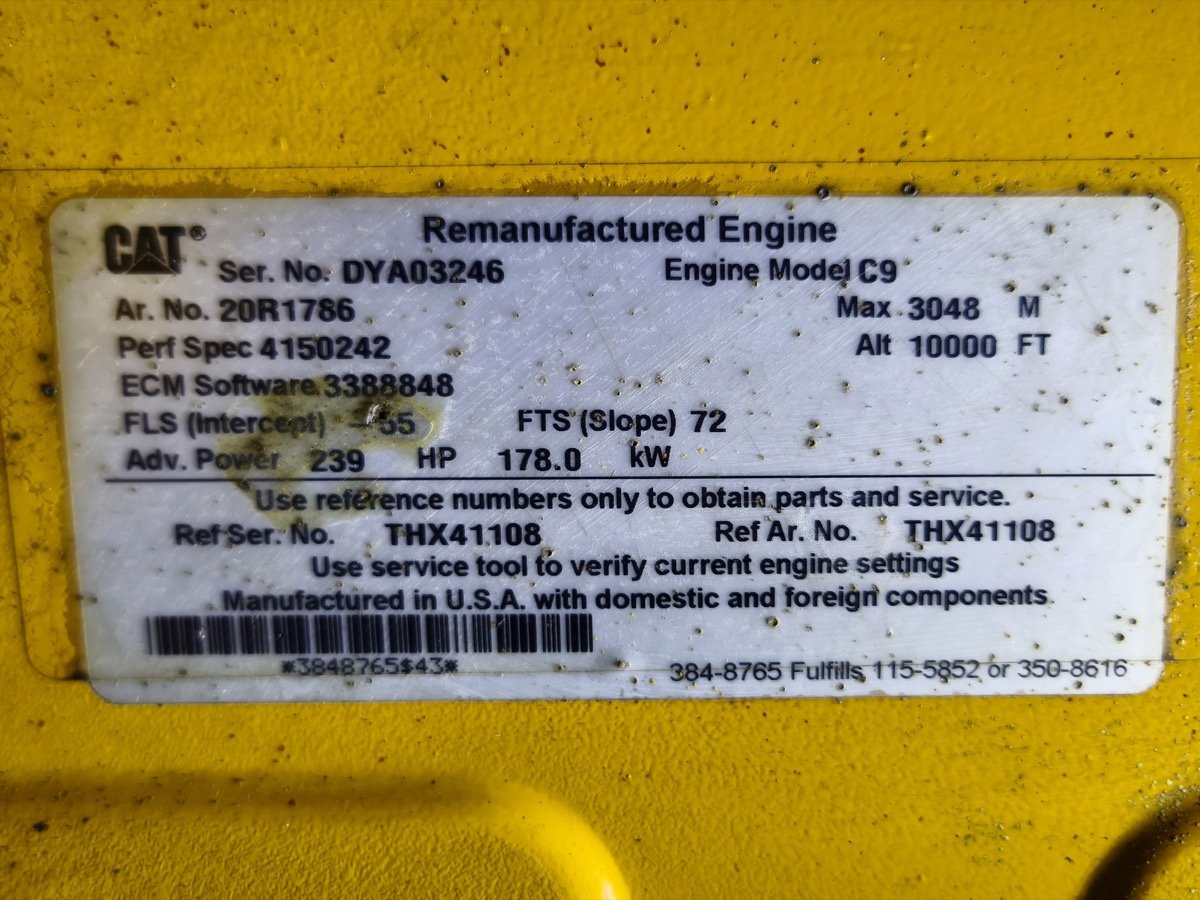 CAT® Remanufactured Engine
Ser. No. DYA03246 Engine Model C9
Ar. No. 20R1786 Max 3048 M
Perf Spec 4150242 Alt 10000 FT
ECM Software 3388848
FLS (Intercept) -55 FTS (Slope) 72
Adv. Power 239 HP 178.0 kW
Use reference numbers only to obtain parts and service.
Ref Ser. No. THX41108 Ref Ar. No. THX41108
Use service tool to verify current engine settings
Manufactured in U.S.A. with domestic and foreign components
*3848765$43*
384-8765 Fulfills 115-5852 or 350-8616